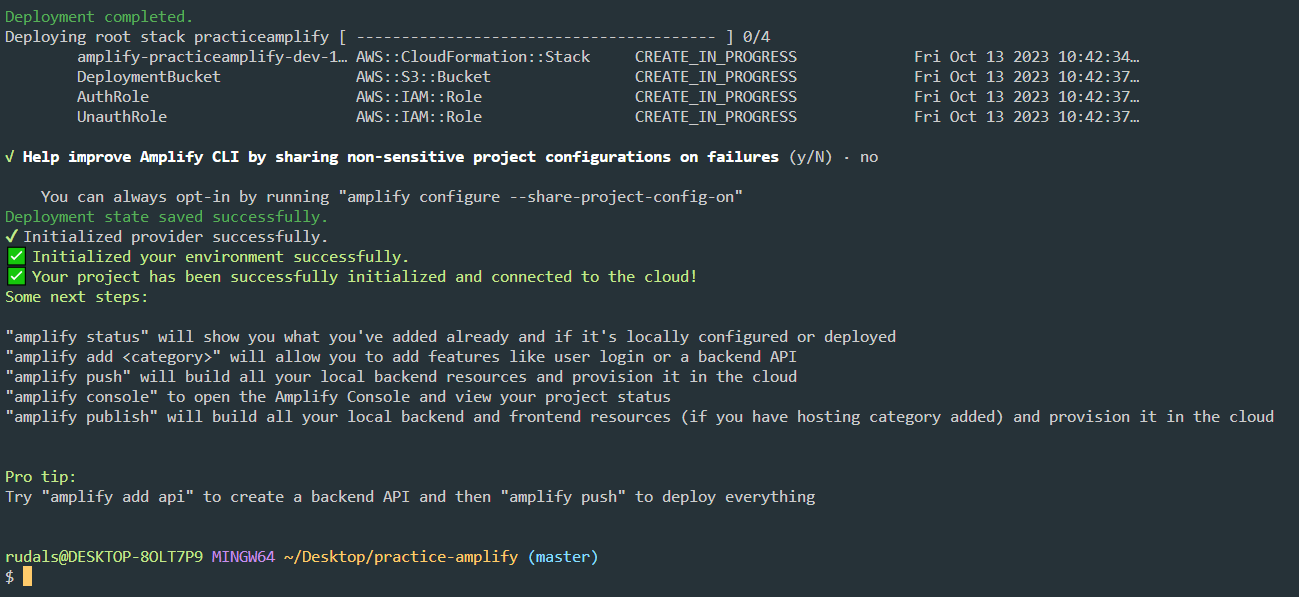 Deployment completed.
Deploying root stack practiceamplify [ ---------------------------------------- ] 0/4
amplify-practiceamplify-dev-1… AWS::CloudFormation::Stack CREATE_IN_PROGRESS Fri Oct 13 2023 10:42:34…
DeploymentBucket AWS::S3::Bucket CREATE_IN_PROGRESS Fri Oct 13 2023 10:42:37…
AuthRole AWS::IAM::Role CREATE_IN_PROGRESS Fri Oct 13 2023 10:42:37…
UnauthRole AWS::IAM::Role CREATE_IN_PROGRESS Fri Oct 13 2023 10:42:37…
√ Help improve Amplify CLI by sharing non-sensitive project configurations on failures (y/N) · no
You can always opt-in by running "amplify configure --share-project-config-on"
Deployment state saved successfully.
✔ Initialized provider successfully.
✅ Initialized your environment successfully.
✅ Your project has been successfully initialized and connected to the cloud!
Some next steps:
"amplify status" will show you what you've added already and if it's locally configured or deployed
"amplify add <category>" will allow you to add features like user login or a backend API
"amplify push" will build all your local backend resources and provision it in the cloud
"amplify console" to open the Amplify Console and view your project status
"amplify publish" will build all your local backend and frontend resources (if you have hosting category added) and provision it in the cloud
Pro tip:
Try "amplify add api" to create a backend API and then "amplify push" to deploy everything
rudals@DESKTOP-8OLT7P9 MINGW64 ~/Desktop/practice-amplify (master)
$